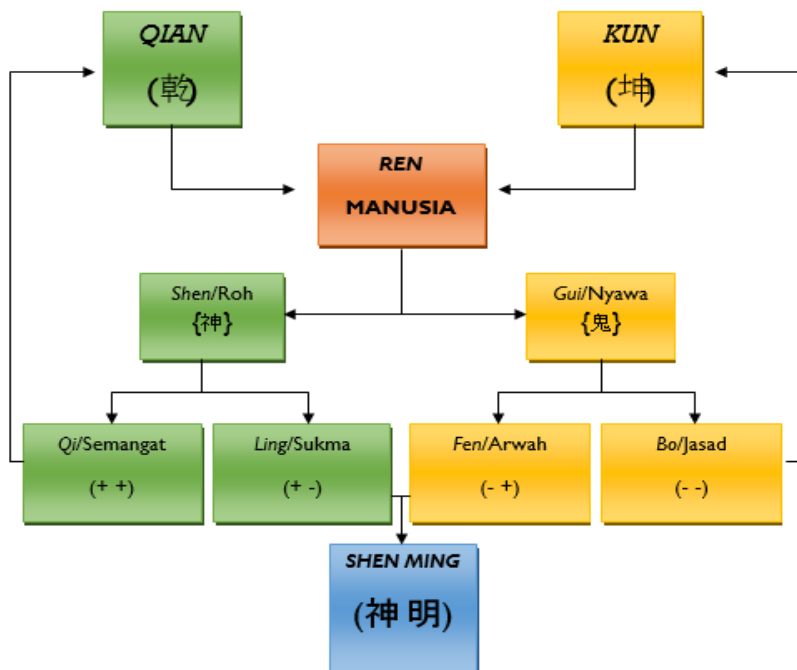 QIAN
(乾)
KUN
(坤)
REN
MANUSIA
Shen/Roh
{神}
Gui/Nyawa
{鬼}
Qi/Semangat
(+ +)
Ling/Sukma
(+ -)
Fen/Arwah
(- +)
Bo/Jasad
(- -)
SHEN MING
(神 明)